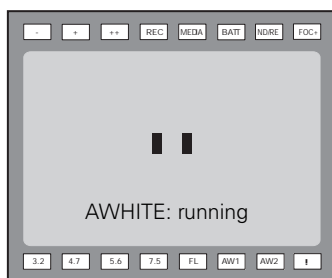 - + ++ REC MEDIA BATT ND/RE FOC+
AWHITE: running
3.2 4.7 5.6 7.5 FL AW1 AW2 !